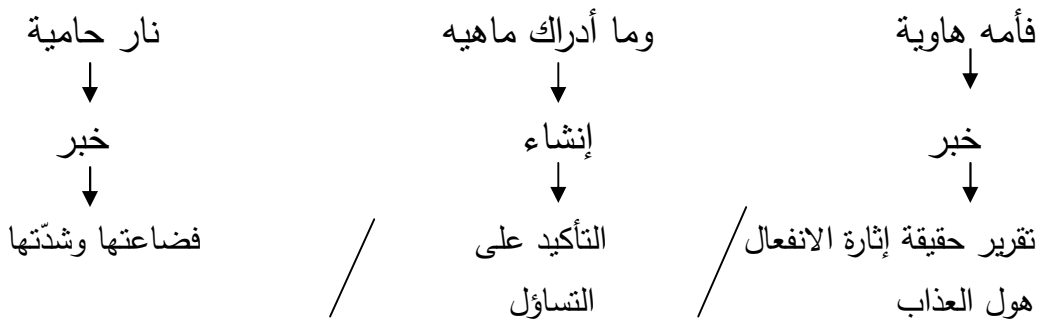 فأمه هاوية وما أدراك ماهيه نار حامية
خبر إنشاء خبر
تقرير حقيقة إثارة الانفعال / التأكيد على / فضاعتها وشدّتها
هول العذاب التساؤل